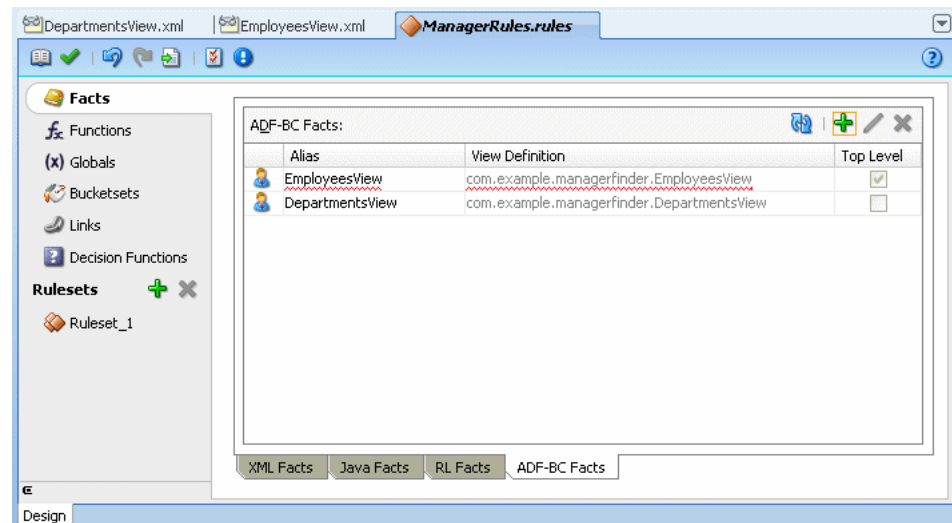 DepartmentsView.xml
EmployeesView.xml
ManagerRules.rules
Facts
Functions
Globals
Bucketsets
Links
Decision Functions
Rulesets
Ruleset_1
ADF-BC Facts:
Alias View Definition Top Level
EmployeesView com.example.managerfinder.EmployeesView
DepartmentsView com.example.managerfinder.DepartmentsView
XML Facts Java Facts RL Facts ADF-BC Facts
Design